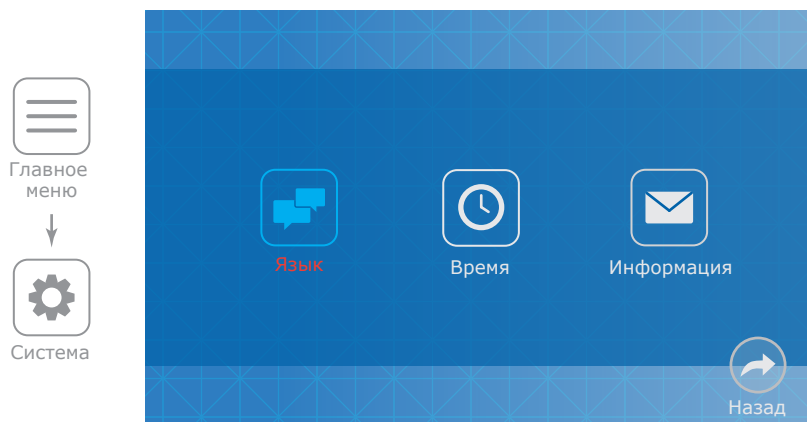 Главное
меню
Система
Язык
Время
Информация
Назад